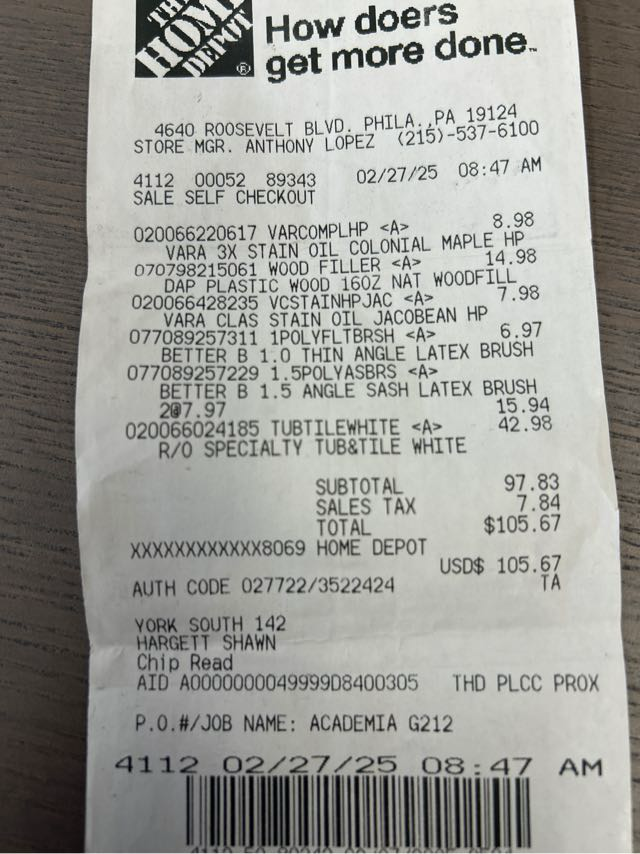 THE
HOME
DEPOT
®
How doers
get more done™
4640 ROOSEVELT BLVD. PHILA.,PA 19124
STORE MGR. ANTHONY LOPEZ (215)-537-6100
4112 00052 89343 02/27/25 08:47 AM
SALE SELF CHECKOUT
020066220617 VARCOMPLHP <A> 8.98
VARA 3X STAIN OIL COLONIAL MAPLE HP
070798215061 WOOD FILLER <A> 14.98
DAP PLASTIC WOOD 16OZ NAT WOODFILL
020066428235 VCSTAINHPJAC <A> 7.98
VARA CLAS STAIN OIL JACOBEAN HP
077089257311 1POLYFLTBRSH <A> 6.97
BETTER B 1.0 THIN ANGLE LATEX BRUSH
077089257229 1.5POLYASBRS <A>
BETTER B 1.5 ANGLE SASH LATEX BRUSH
2@7.97 15.94
020066024185 TUBTILEWHITE <A> 42.98
R/O SPECIALTY TUB&TILE WHITE
SUBTOTAL 97.83
SALES TAX 7.84
TOTAL $105.67
XXXXXXXXXXXX8069 HOME DEPOT
USD$ 105.67
AUTH CODE 027722/3522424 TA
YORK SOUTH 142
HARGETT SHAWN
Chip Read
AID A0000000049999D8400305 THD PLCC PROX
P.O.#/JOB NAME: ACADEMIA G212
4112 02/27/25 08:47 AM